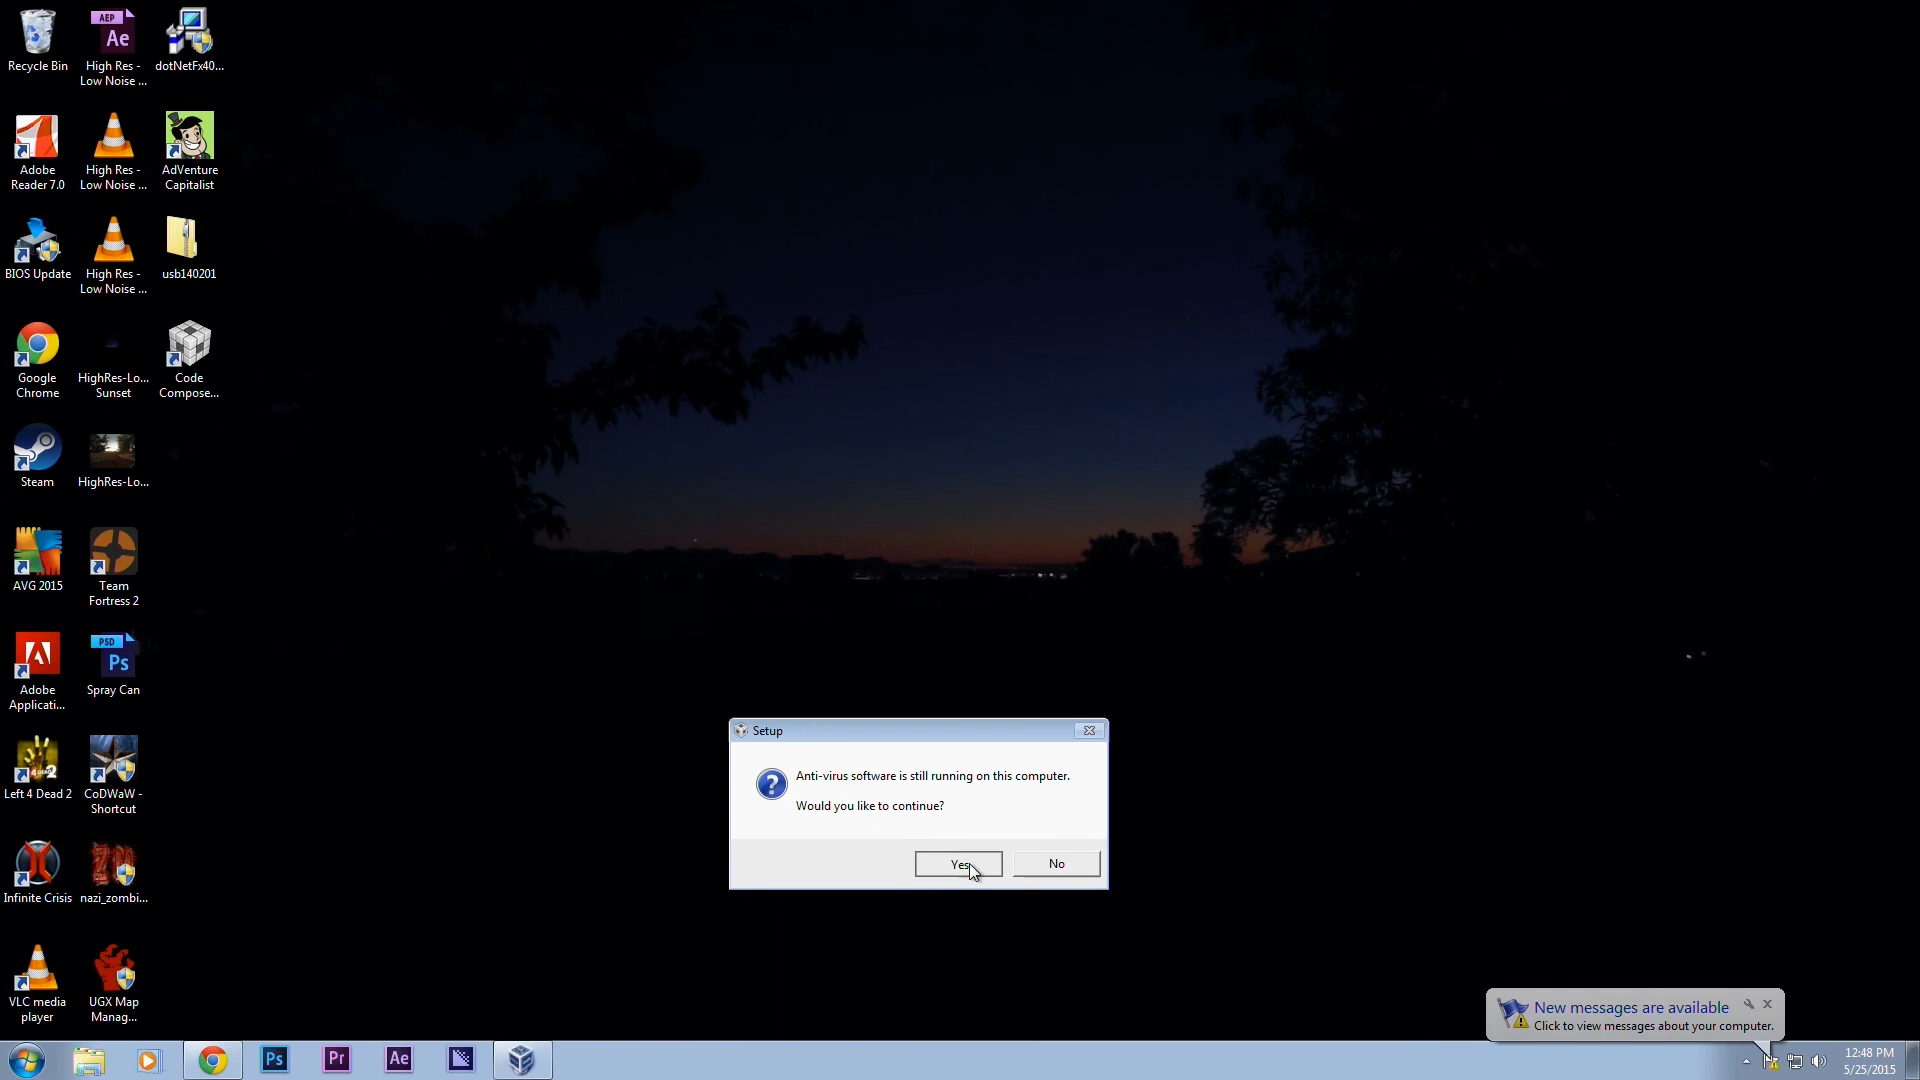 Recycle Bin
AEP
Ae
High Res -
Low Noise ...
dotNetFx40...
Adobe
Reader 7.0
High Res -
Low Noise ...
AdVenture
Capitalist
BIOS Update
High Res -
Low Noise ...
usb140201
Google
Chrome
HighRes-Lo...
Sunset
Code
Compose...
Steam
HighRes-Lo...
AVG 2015
Team
Fortress 2
Adobe
Applicati...
PSD
Ps
Spray Can
Left 4 Dead 2
CoDWaW -
Shortcut
Infinite Crisis
nazi_zombi...
VLC media
player
UGX Map
Manag...
Setup
Anti-virus software is still running on this computer.
Would you like to continue?
Yes
No
New messages are available
Click to view messages about your computer.
Ps
Pr
Ae
12:48 PM
5/25/2015